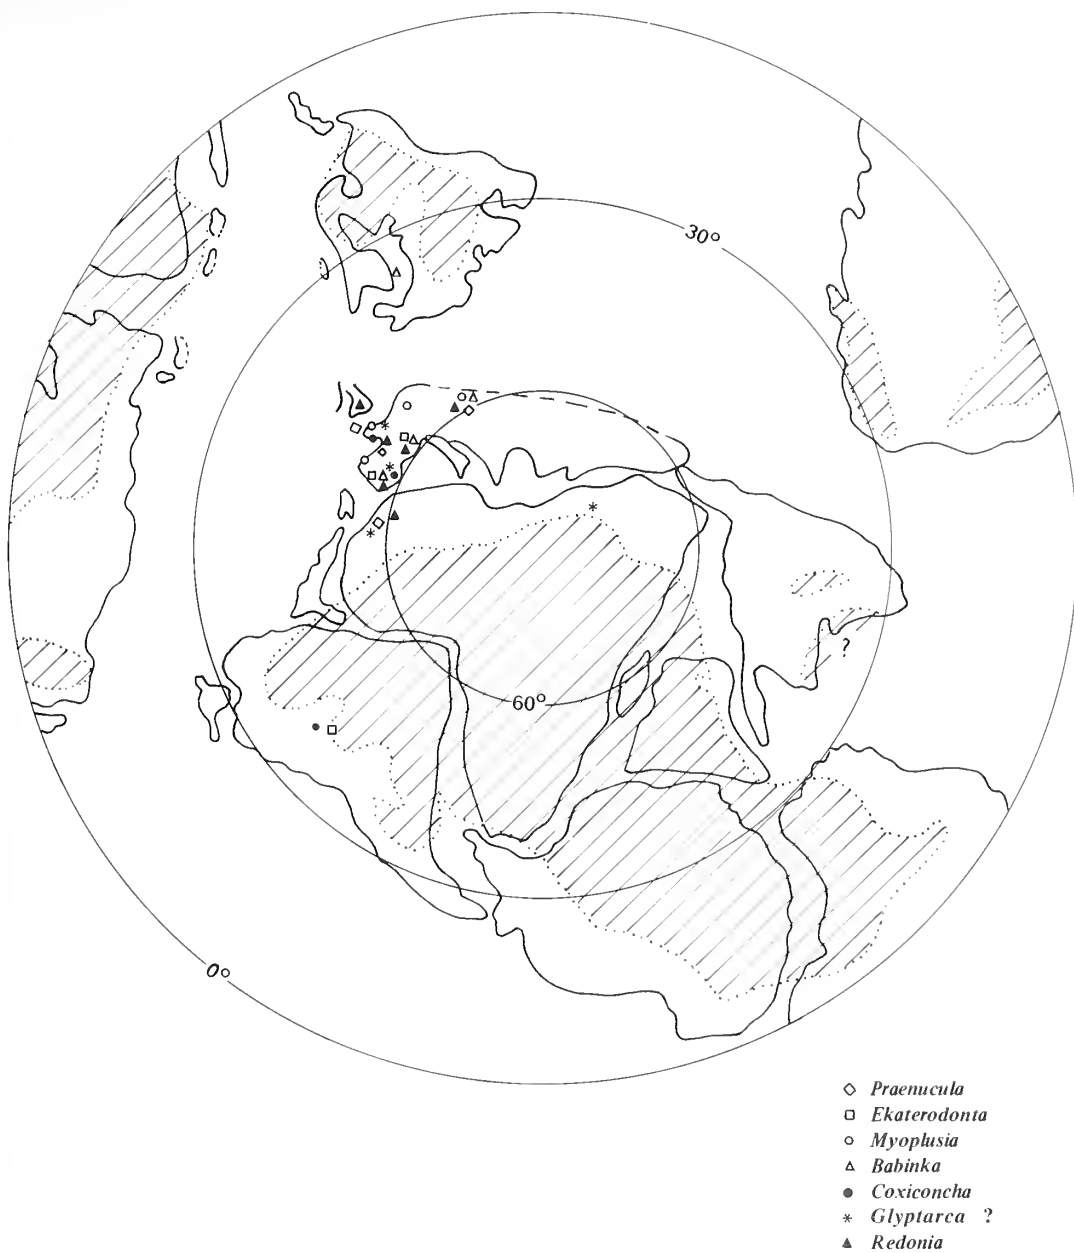 30°
?
60°
0°
Praenucula
Ekaterodonta
Myoplusia
Babinka
Coxiconcha
Glyptarca ?
Redonia